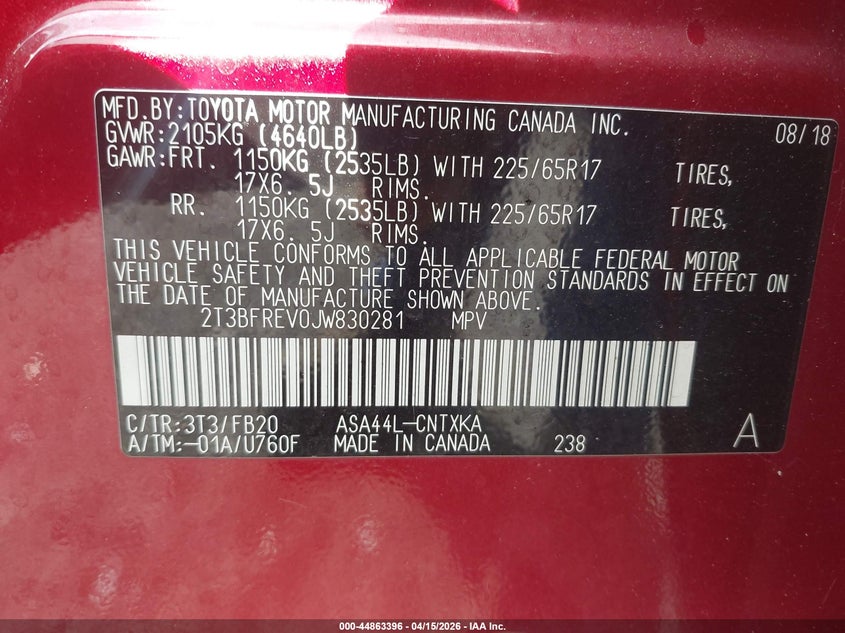 MFD.BY:TOYOTA MOTOR MANUFACTURING CANADA INC. 08/18
GVWR:2105KG (4640LB)
GAWR:FRT. 1150KG (2535LB) WITH 225/65R17 TIRES,
17X6. 5J RIMS.
RR. 1150KG (2535LB) WITH 225/65R17 TIRES,
17X6. 5J RIMS.
THIS VEHICLE CONFORMS TO ALL APPLICABLE FEDERAL MOTOR
VEHICLE SAFETY AND THEFT PREVENTION STANDARDS IN EFFECT ON
THE DATE OF MANUFACTURE SHOWN ABOVE.
2T3BFREV0JW830281 MPV
C/TR:3T3/FB20 ASA44L-CNTXKA
A/TM:-01A/U760F MADE IN CANADA 238 A
000-44863396 - 04/15/2026 - IAA Inc.